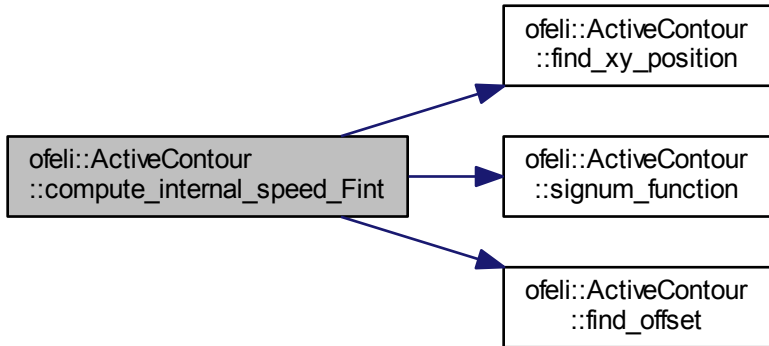 ofeli::ActiveContour
::find_xy_position
ofeli::ActiveContour
::compute_internal_speed_Fint
ofeli::ActiveContour
::signum_function
ofeli::ActiveContour
::find_offset